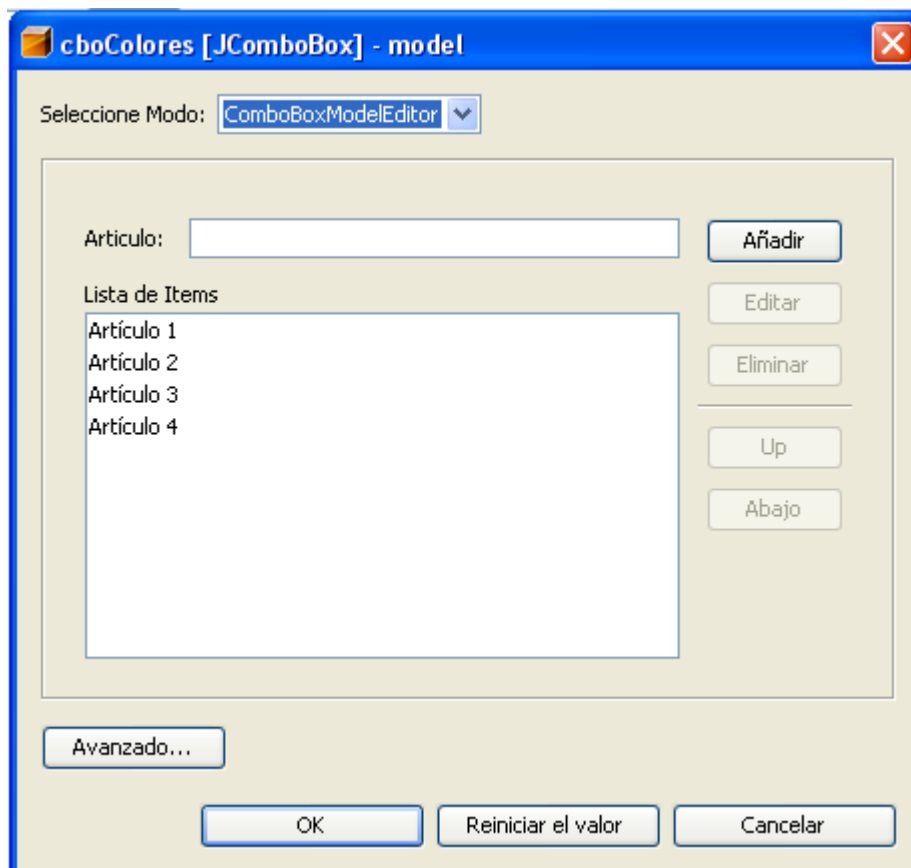 cboColores [JComboBox] - model
Seleccione Modo: ComboBoxModelEditor
Articulo:
Añadir
Lista de Items
Editar
Artículo 1
Artículo 2
Eliminar
Artículo 3
Artículo 4
Up
Abajo
Avanzado...
OK Reiniciar el valor Cancelar